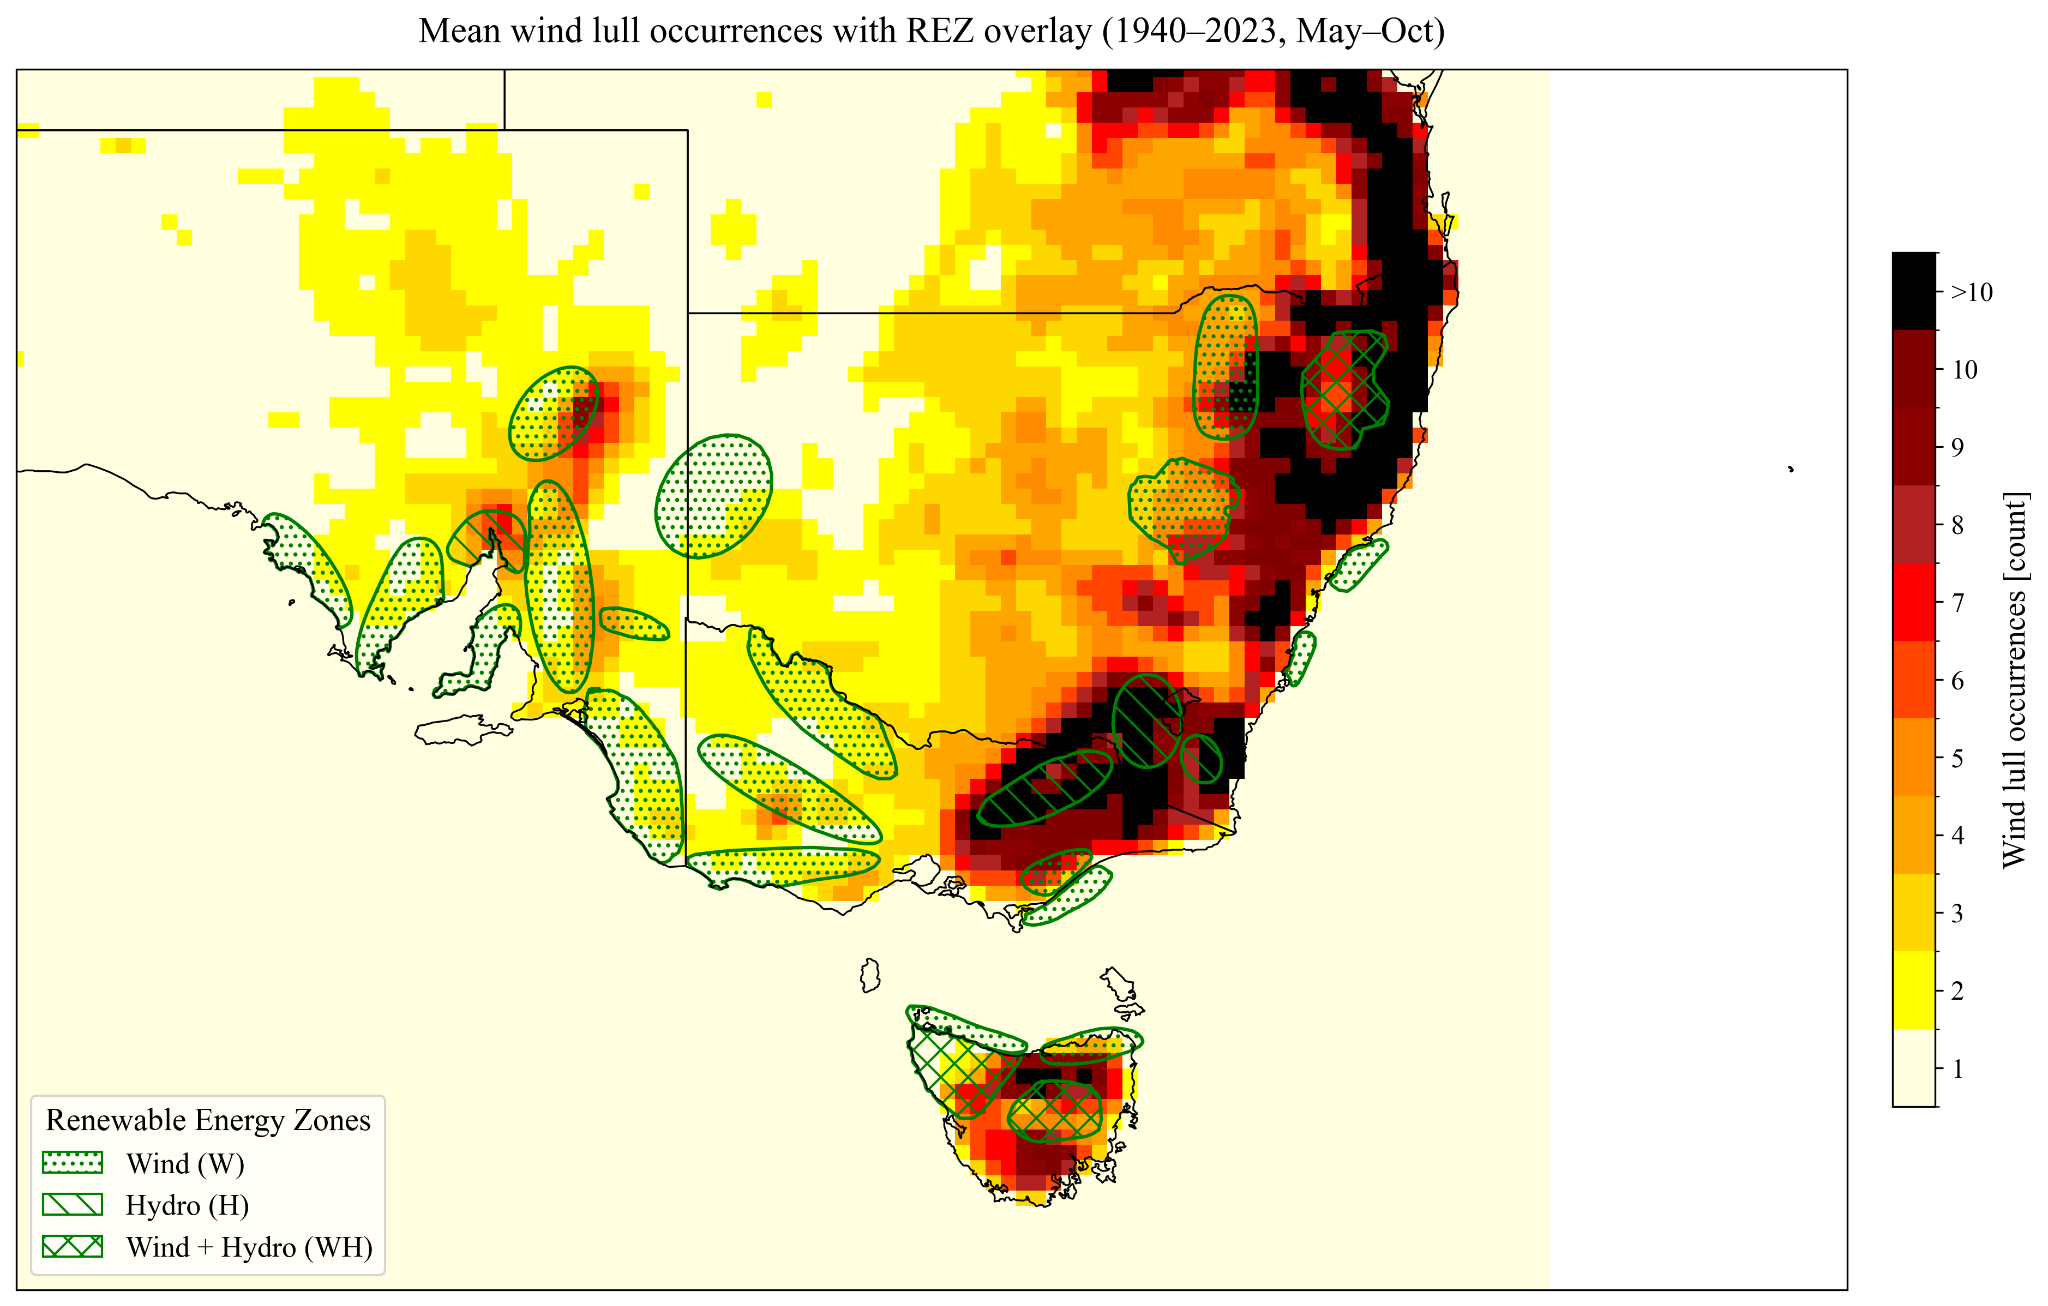 Mean wind lull occurrences with REZ overlay (1940–2023, May–Oct)
>10
10
9
8
7
6
5
4
3
2
1
Wind lull occurrences [count]
Renewable Energy Zones
Wind (W)
Hydro (H)
Wind + Hydro (WH)